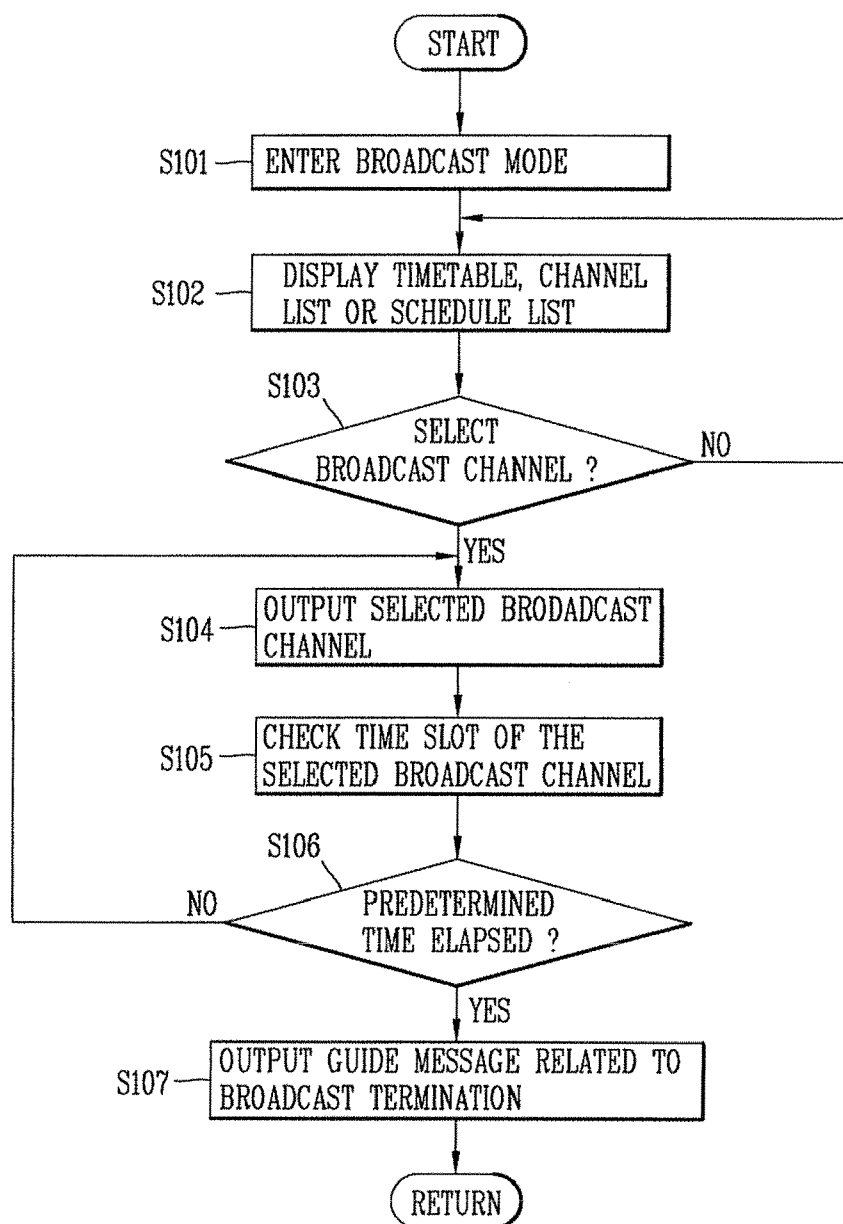 START
S101
ENTER BROADCAST MODE
S102
DISPLAY TIMETABLE, CHANNEL
LIST OR SCHEDULE LIST
S103
SELECT
BROADCAST CHANNEL ?
NO
YES
S104
OUTPUT SELECTED BRODADCAST
CHANNEL
S105
CHECK TIME SLOT OF THE
SELECTED BROADCAST CHANNEL
S106
NO
PREDETERMINED
TIME ELAPSED ?
YES
S107
OUTPUT GUIDE MESSAGE RELATED TO
BROADCAST TERMINATION
RETURN